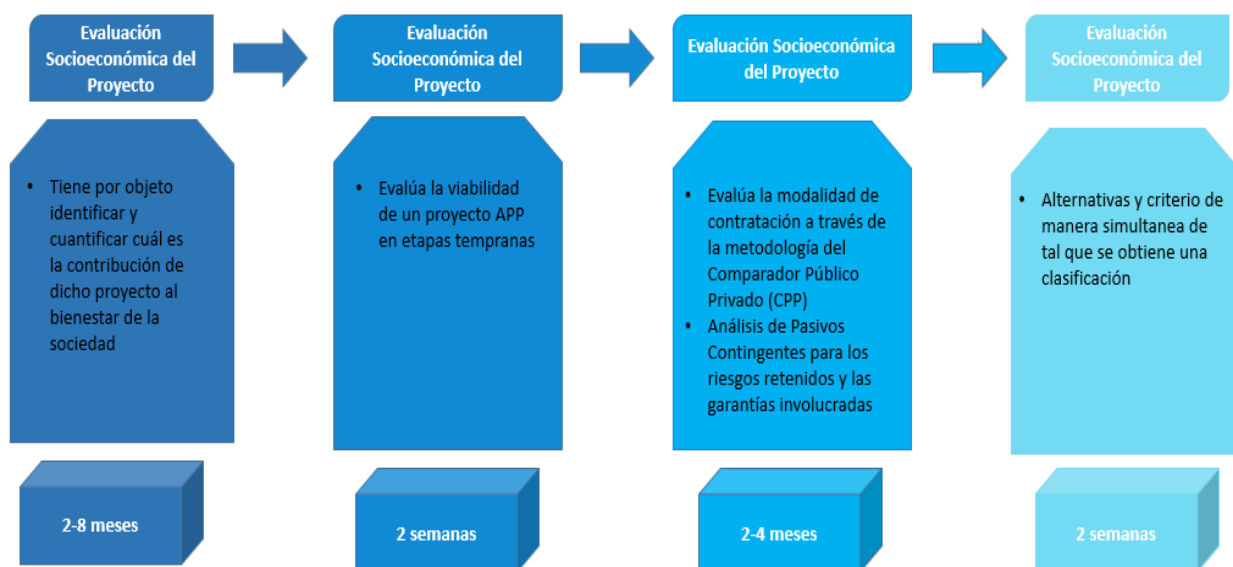 Evaluación
Socioeconómica del
Proyecto
Evaluación
Socioeconómica del
Proyecto
Evaluación Socioeconómica
del Proyecto
Evaluación
Socioeconómica del
Proyecto
• Tiene por objeto
identificar y
cuantificar cuál es
la contribución de
dicho proyecto al
bienestar de la
sociedad
• Evalúa la viabilidad
de un proyecto APP
en etapas tempranas
• Evalúa la modalidad de
contratación a través de
la metodología del
Comparador Público
Privado (CPP)
• Análisis de Pasivos
Contingentes para los
riesgos retenidos y las
garantías involucradas
• Alternativas y criterio de
manera simultanea de
tal que se obtiene una
clasificación
2-8 meses
2 semanas
2-4 meses
2 semanas